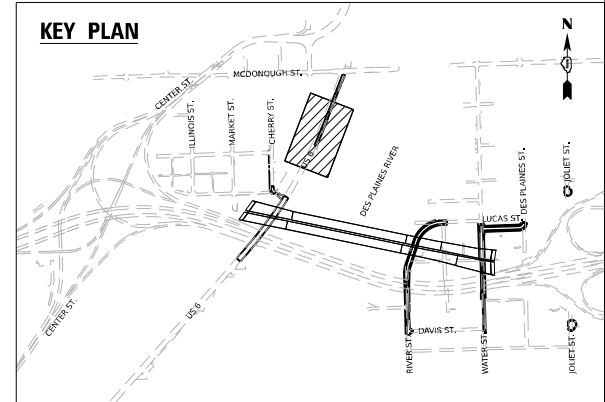 KEY PLAN
N
MCDONOUGH ST.
CENTER ST.
ILLINOIS ST.
MARKET ST.
CHERRY ST.
US 6
DES PLAINES RIVER
JOLIET ST.
DES PLAINES ST.
LUCAS ST.
CENTER ST.
US 6
DAVIS ST.
RIVER ST.
WATER ST.
JOLIET ST.